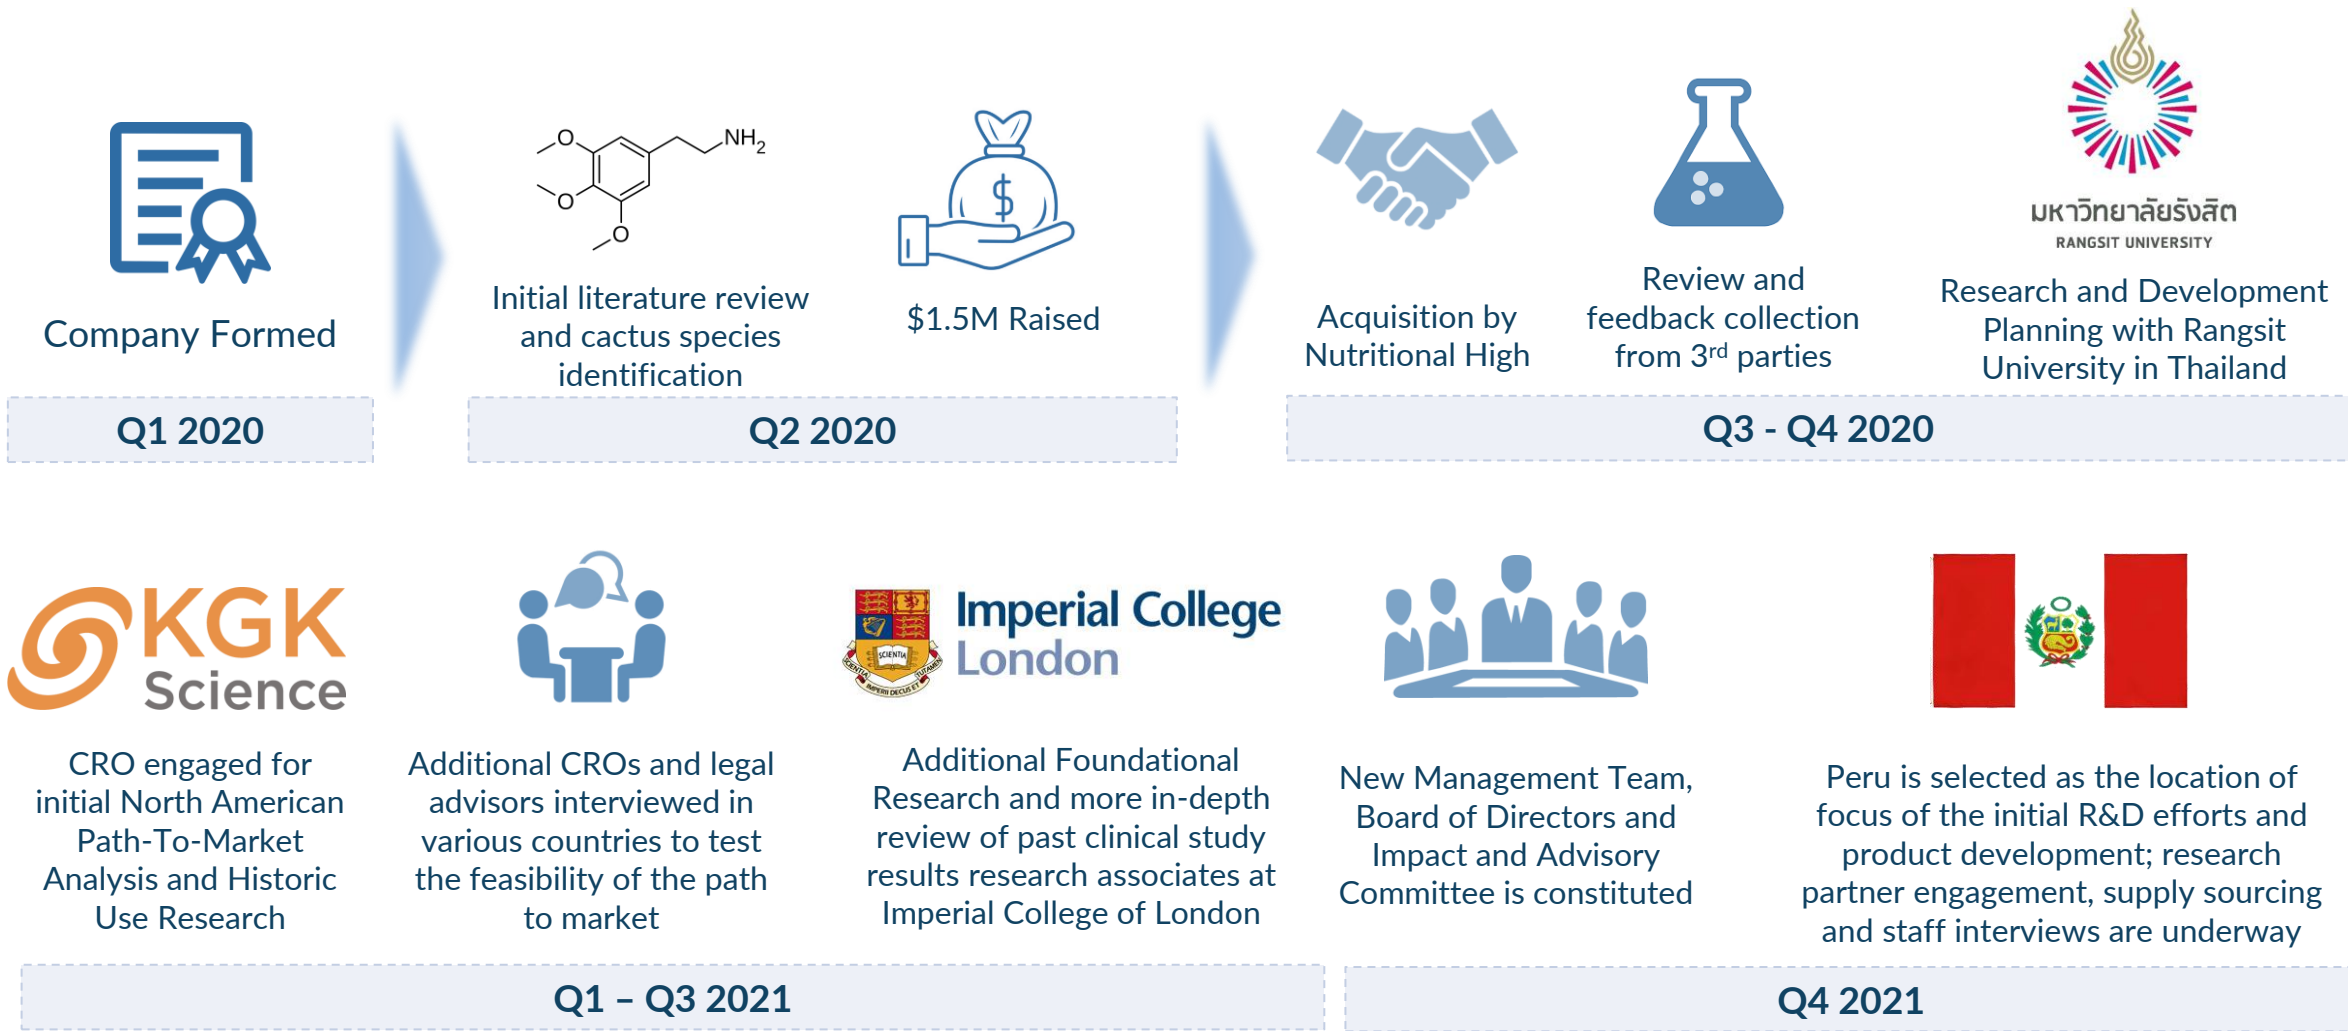 O
NH2
O
O
$
มหาวิทยาลัยรังสิต
RANGSIT UNIVERSITY
Company Formed
Initial literature review
and cactus species
identification
$1.5M Raised
Acquisition by
Nutritional High
Review and
feedback collection
from 3rd parties
Research and Development
Planning with Rangsit
University in Thailand
Q1 2020
Q2 2020
Q3 - Q4 2020
KGK
Science
SCIENTIA
SCIENTIA
IMPERII DECUS ET
TUTAMEN
Imperial College
London
CRO engaged for
initial North American
Path-To-Market
Analysis and Historic
Use Research
Additional CROs and legal
advisors interviewed in
various countries to test
the feasibility of the path
to market
Additional Foundational
Research and more in-depth
review of past clinical study
results research associates at
Imperial College of London
New Management Team,
Board of Directors and
Impact and Advisory
Committee is constituted
Peru is selected as the location of
focus of the initial R&D efforts and
product development; research
partner engagement, supply sourcing
and staff interviews are underway
Q1 – Q3 2021
Q4 2021